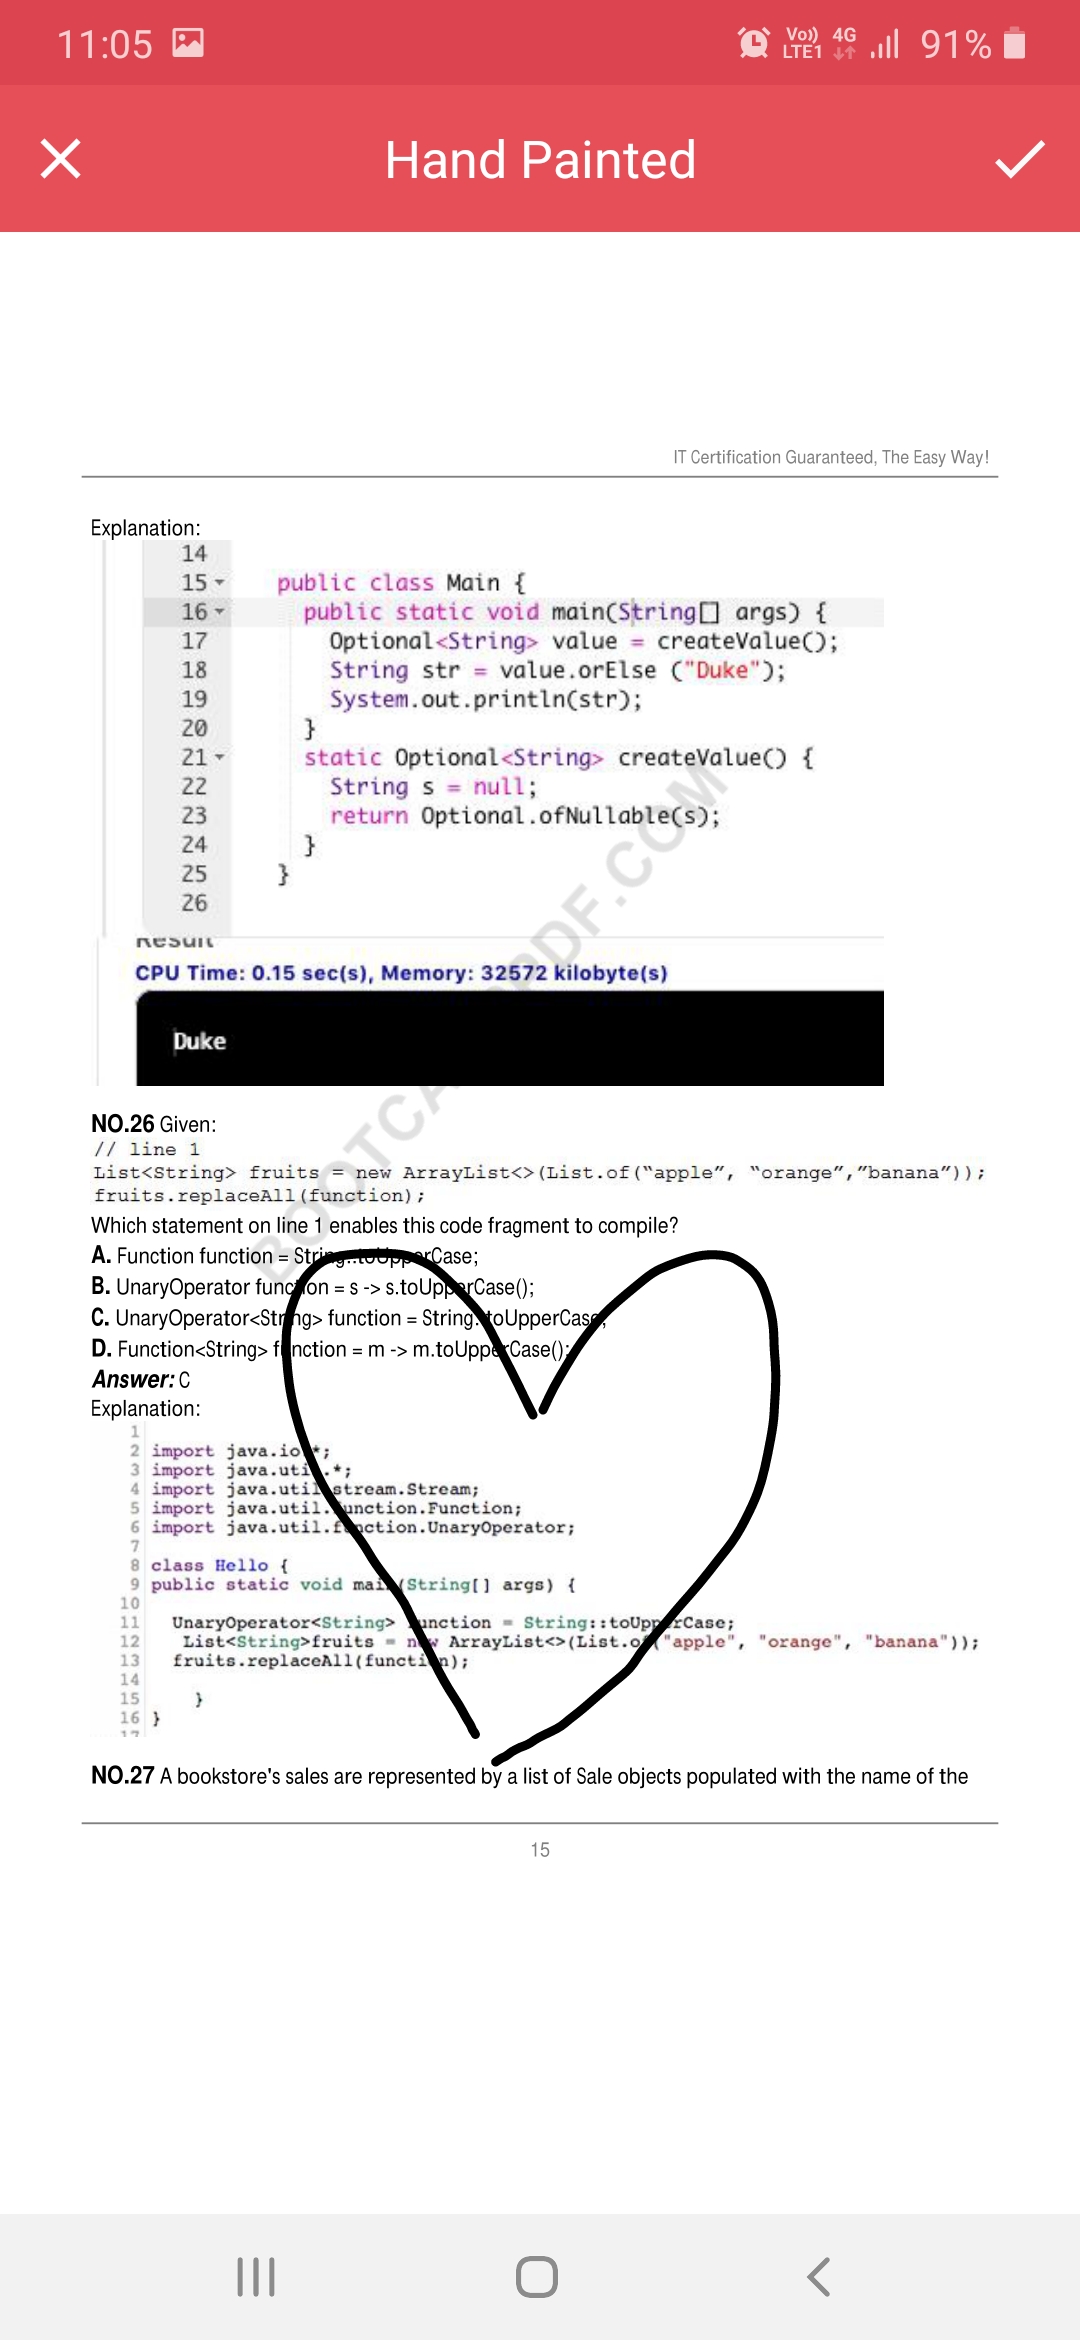 11:05 Vo)) LTE1 4G 91%
Hand Painted
IT Certification Guaranteed, The Easy Way!
Explanation:
14
15 public class Main {
16 public static void main(String[] args) {
17 Optional<String> value = createValue();
18 String str = value.orElse ("Duke");
19 System.out.println(str);
20 }
21 static Optional<String> createValue() {
22 String s = null;
23 return Optional.ofNullable(s);
24 }
25 }
26
Result
CPU Time: 0.15 sec(s), Memory: 32572 kilobyte(s)
Duke
NO.26 Given:
// line 1
List<String> fruits = new ArrayList<>(List.of(“apple”, “orange”,”banana”));
fruits.replaceAll(function);
Which statement on line 1 enables this code fragment to compile?
A. Function function = String::toUpperCase;
B. UnaryOperator function = s -> s.toUpperCase();
C. UnaryOperator<String> function = String::toUpperCase;
D. Function<String> function = m -> m.toUpperCase();
Answer: C
Explanation:
1
2 import java.io.*;
3 import java.util.*;
4 import java.util.stream.Stream;
5 import java.util.function.Function;
6 import java.util.function.UnaryOperator;
7
8 class Hello {
9 public static void main(String[] args) {
10
11 UnaryOperator<String> function = String::toUpperCase;
12 List<String>fruits = new ArrayList<>(List.of("apple", "orange", "banana"));
13 fruits.replaceAll(function);
14
15 }
16 }
17
NO.27 A bookstore's sales are represented by a list of Sale objects populated with the name of the
15